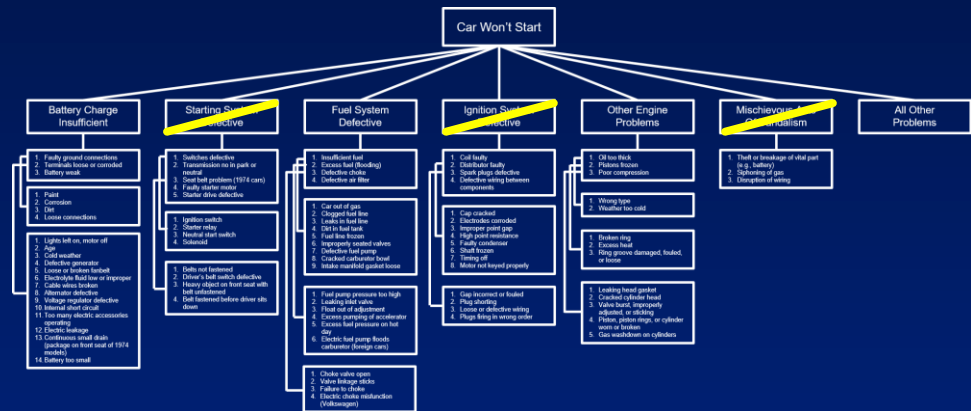 Car Won't Start
Battery Charge
Insufficient
Starting System
Defective
Fuel System
Defective
Ignition System
Defective
Other Engine
Problems
Mischievous
All Other
Problems
1. Faulty ground connections
2. Terminals loose or corroded
3. Battery weak
1. Paint
2. Corrosion
3. Dirt
4. Loose connections
1. Lights left on, motor off
2. Age
3. Cold weather
4. Defective generator
5. Loose or broken fanbelt
6. Electrolyte fluid low or improper
7. Cable wires broken
8. Alternator defective
9. Voltage regulator defective
10. Internal short circuit
11. Too many electric accessories
operating
12. Electric leakage
13. Continuous small drain
(package on front seat of 1974
models)
14. Battery too small
1. Switches defective
2. Transmission no in park or
neutral
3. Seat belt problem (1974 cars)
4. Faulty starter motor
5. Starter drive defective
1. Ignition switch
2. Starter relay
3. Neutral start switch
4. Solanoid
1. Belts not fastened
2. Driver's belt switch defective
3. Heavy object on front seat with
belt unfastened
4. Belt fastened before driver sits
down
1. Insufficient fuel
2. Excess fuel (flooding)
3. Defective choke
4. Defective air filter
1. Car out of gas
2. Clogged fuel line
3. Leaks in fuel line
4. Dirt in fuel tank
5. Fuel line frozen
6. Improperly seated valves
7. Defective fuel pump
8. Cracked carburetor bowl
9. Intake manifold gasket loose
1. Fuel pump pressure too high
2. Leaking inlet valve
3. Float out of adjustment
4. Excess pumping of accelerator
5. Excess fuel pressure on hot
day
6. Electric fuel pump floods
carburetor (foreign cars)
1. Choke valve open
2. Valve linkage sticks
3. Failure to choke
4. Electric choke misfunction
(Volkswagen)
1. Coil faulty
2. Distributor faulty
3. Spark plugs defective
4. Defective wiring between
components
1. Cap cracked
2. Electrodes corroded
3. Improper point gap
4. High point resistance
5. Faulty condenser
6. Shaft frozen
7. Timing off
8. Motor not keyed properly
1. Gap incorrect or fouled
2. Plug shorting
3. Loose or defective wiring
4. Plugs firing in wrong order
1. Oil too thick
2. Pistons frozen
3. Poor compression
1. Wrong type
2. Weather too cold
1. Broken ring
2. Excess heat
3. Ring groove damaged, fouled,
or loose
1. Leaking head gasket
2. Cracked cylinder head
3. Valve burst, improperly
adjusted, or sticking
4. Piston, piston rings, or cylinder
worn or broken
5. Gas washdown on cylinders
1. Theft or breakage of vital part
(e.g., battery)
2. Siphoning of gas
3. Disruption of wiring